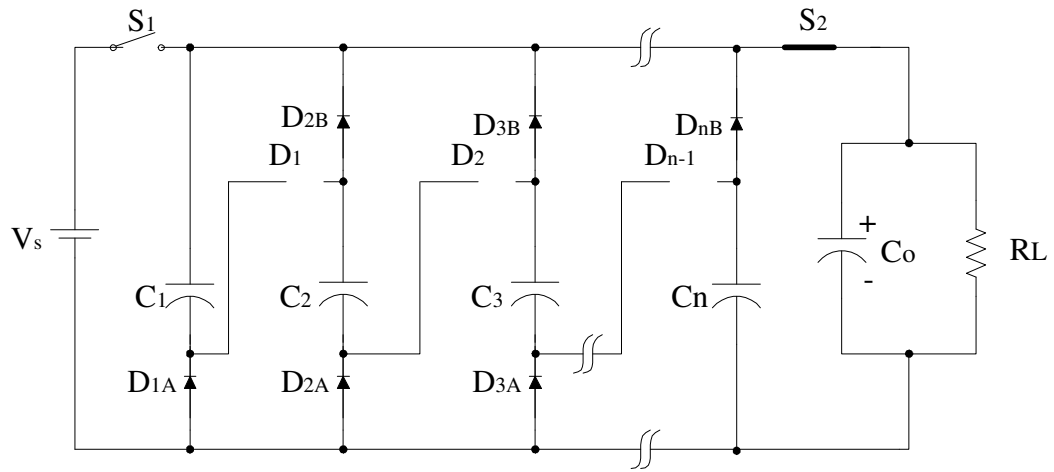 S1
S2
D2B
D3B
DnB
D1
D2
Dn-1
Vs
+
Co
-
RL
C1
C2
C3
Cn
D1A
D2A
D3A